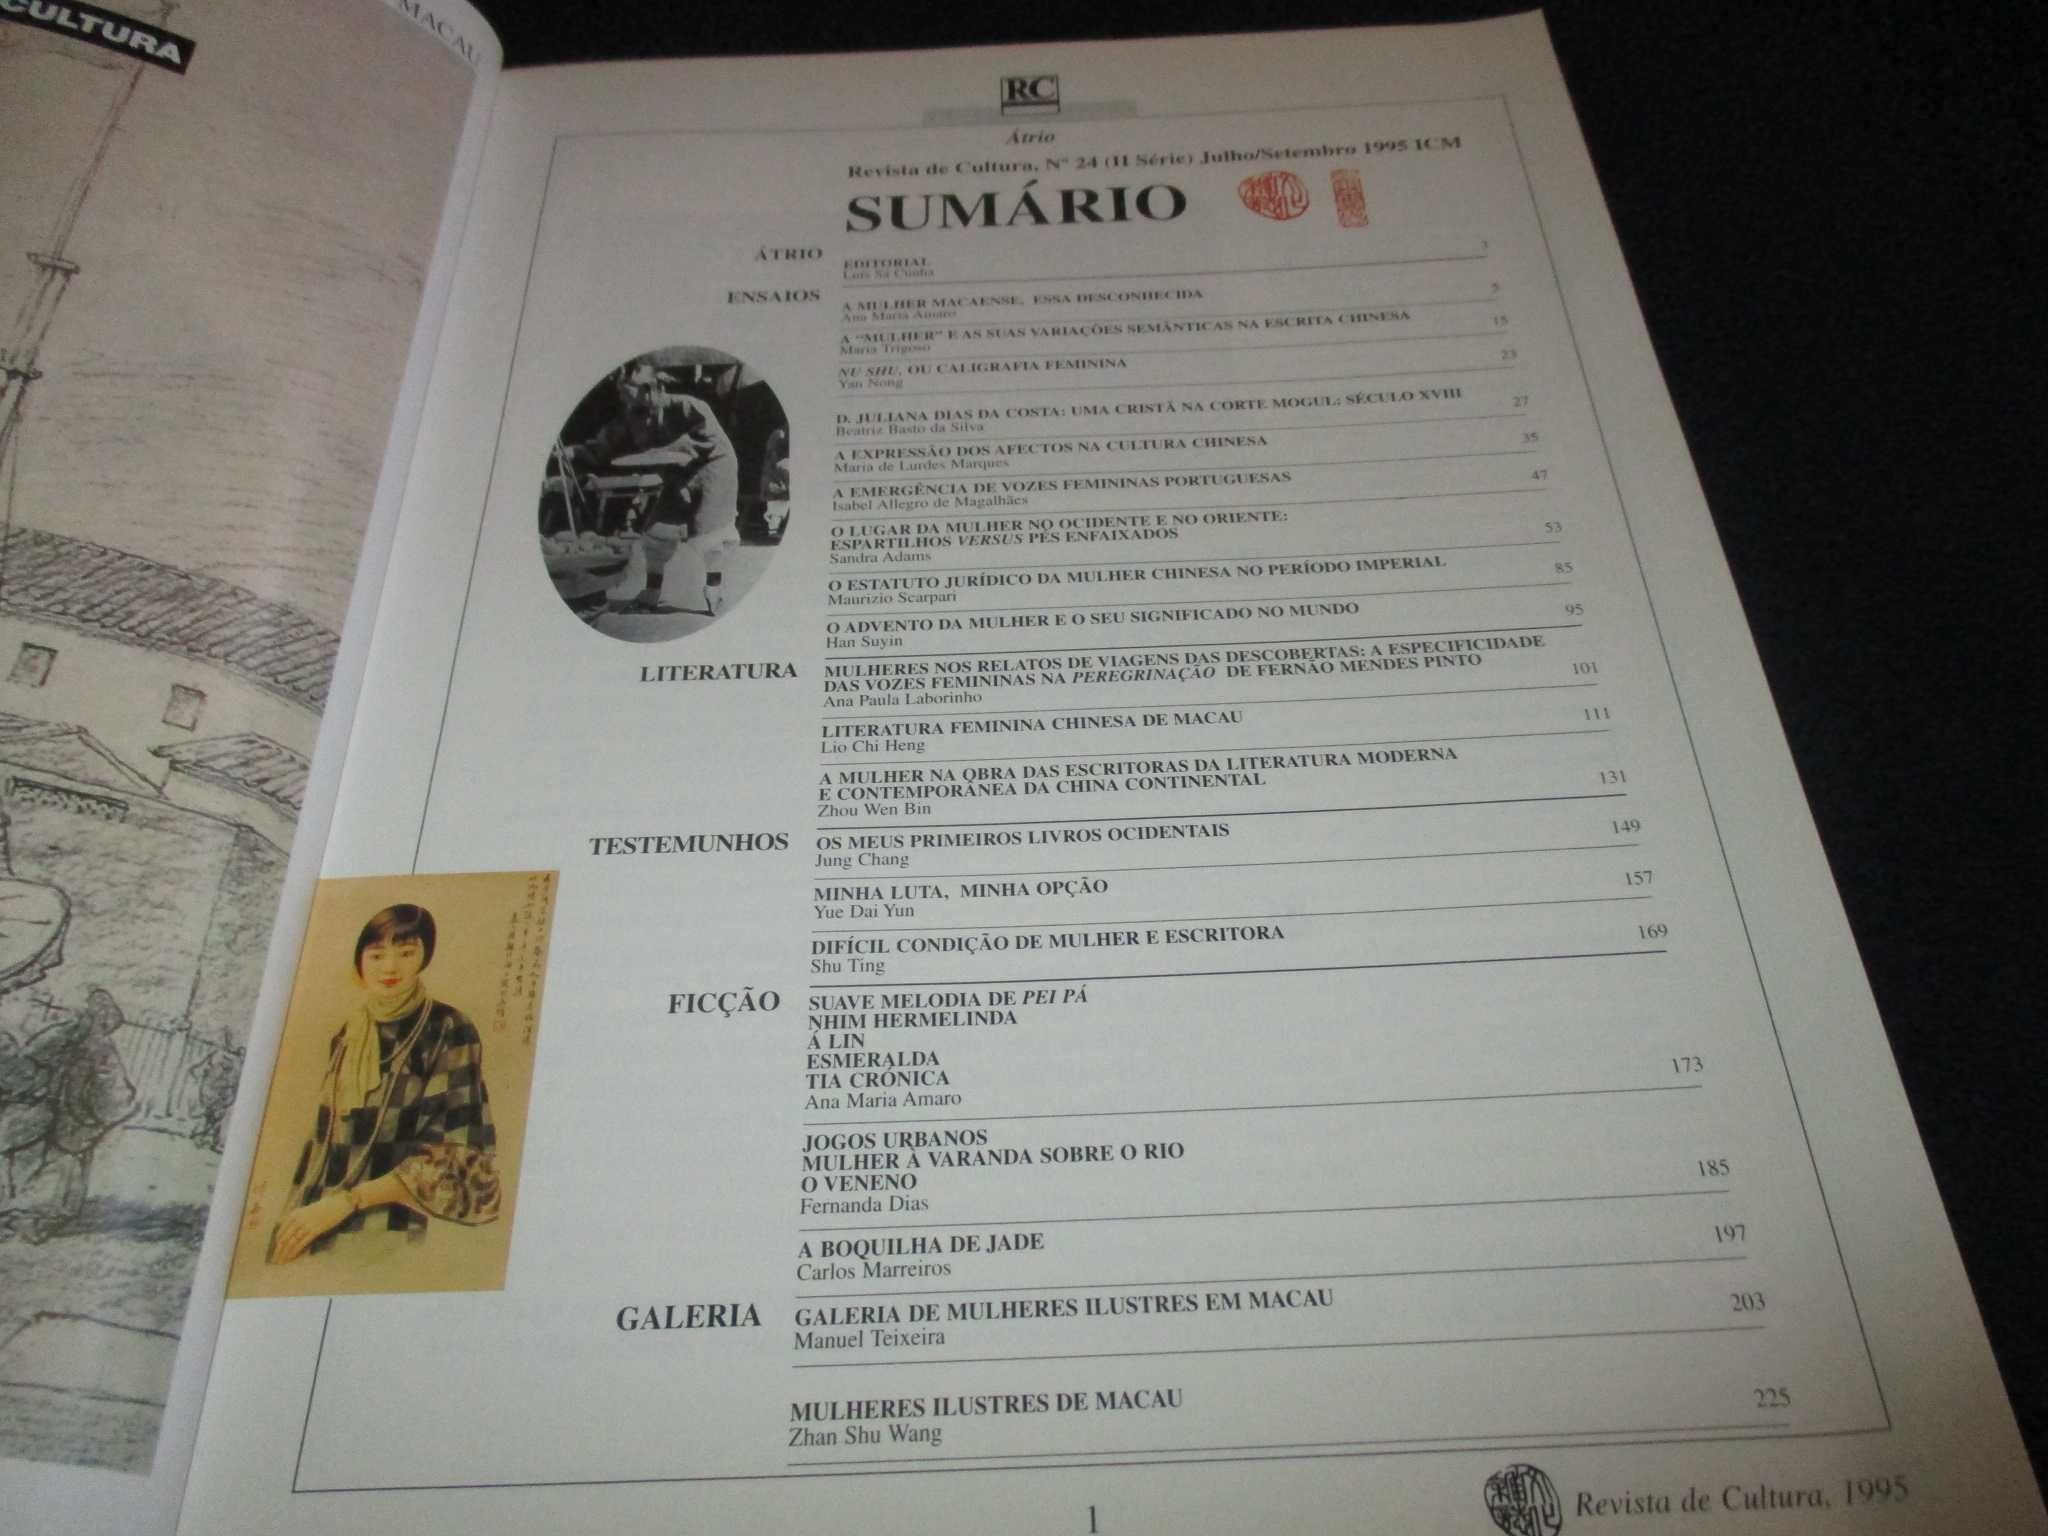 CULTURA
MACAU
RC
Átrio
Revista de Cultura, Nº 24 (II Série) Julho/Setembro 1995 ICM
SUMÁRIO
ÁTRIO
EDITORIAL 3
Luís Sá Cunha
ENSAIOS
A MULHER MACAENSE, ESSA DESCONHECIDA 5
Ana Maria Amaro
A “MULHER” E AS SUAS VARIAÇÕES SEMÂNTICAS NA ESCRITA CHINESA 15
Maria Trigoso
NU SHU, OU CALIGRAFIA FEMININA 23
Yan Nong
D. JULIANA DIAS DA COSTA: UMA CRISTÃ NA CORTE MOGUL: SÉCULO XVIII 27
Beatriz Basto da Silva
A EXPRESSÃO DOS AFECTOS NA CULTURA CHINESA 35
Maria de Lurdes Marques
A EMERGÊNCIA DE VOZES FEMININAS PORTUGUESAS 47
Isabel Allegro de Magalhães
O LUGAR DA MULHER NO OCIDENTE E NO ORIENTE:
ESPARTILHOS VERSUS PÉS ENFAIXADOS 53
Sandra Adams
O ESTATUTO JURÍDICO DA MULHER CHINESA NO PERÍODO IMPERIAL 85
Maurizio Scarpari
O ADVENTO DA MULHER E O SEU SIGNIFICADO NO MUNDO 95
Han Suyin
LITERATURA
MULHERES NOS RELATOS DE VIAGENS DAS DESCOBERTAS: A ESPECIFICIDADE
DAS VOZES FEMININAS NA PEREGRINAÇÃO DE FERNÃO MENDES PINTO 101
Ana Paula Laborinho
LITERATURA FEMININA CHINESA DE MACAU 111
Lio Chi Heng
A MULHER NA OBRA DAS ESCRITORAS DA LITERATURA MODERNA
E CONTEMPORÂNEA DA CHINA CONTINENTAL 131
Zhou Wen Bin
TESTEMUNHOS
OS MEUS PRIMEIROS LIVROS OCIDENTAIS 149
Jung Chang
MINHA LUTA, MINHA OPÇÃO 157
Yue Dai Yun
DIFÍCIL CONDIÇÃO DE MULHER E ESCRITORA 169
Shu Ting
FICÇÃO
SUAVE MELODIA DE PEI PÁ
NHIM HERMELINDA
Á LIN
ESMERALDA
TIA CRÓNICA 173
Ana Maria Amaro
JOGOS URBANOS
MULHER À VARANDA SOBRE O RIO
O VENENO 185
Fernanda Dias
A BOQUILHA DE JADE 197
Carlos Marreiros
GALERIA
GALERIA DE MULHERES ILUSTRES EM MACAU 203
Manuel Teixeira
MULHERES ILUSTRES DE MACAU 225
Zhan Shu Wang
1
Revista de Cultura, 1995